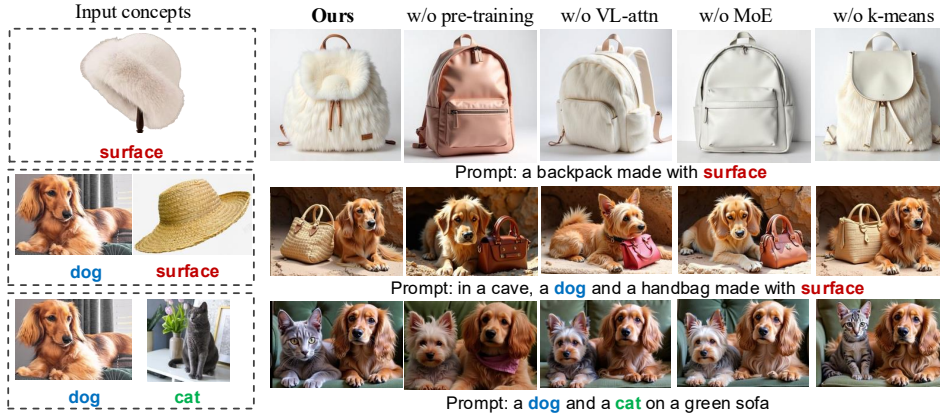 Input concepts
Ours w/o pre-training w/o VL-attn w/o MoE w/o k-means
surface
Prompt: a backpack made with surface
dog surface
Prompt: in a cave, a dog and a handbag made with surface
dog cat
Prompt: a dog and a cat on a green sofa